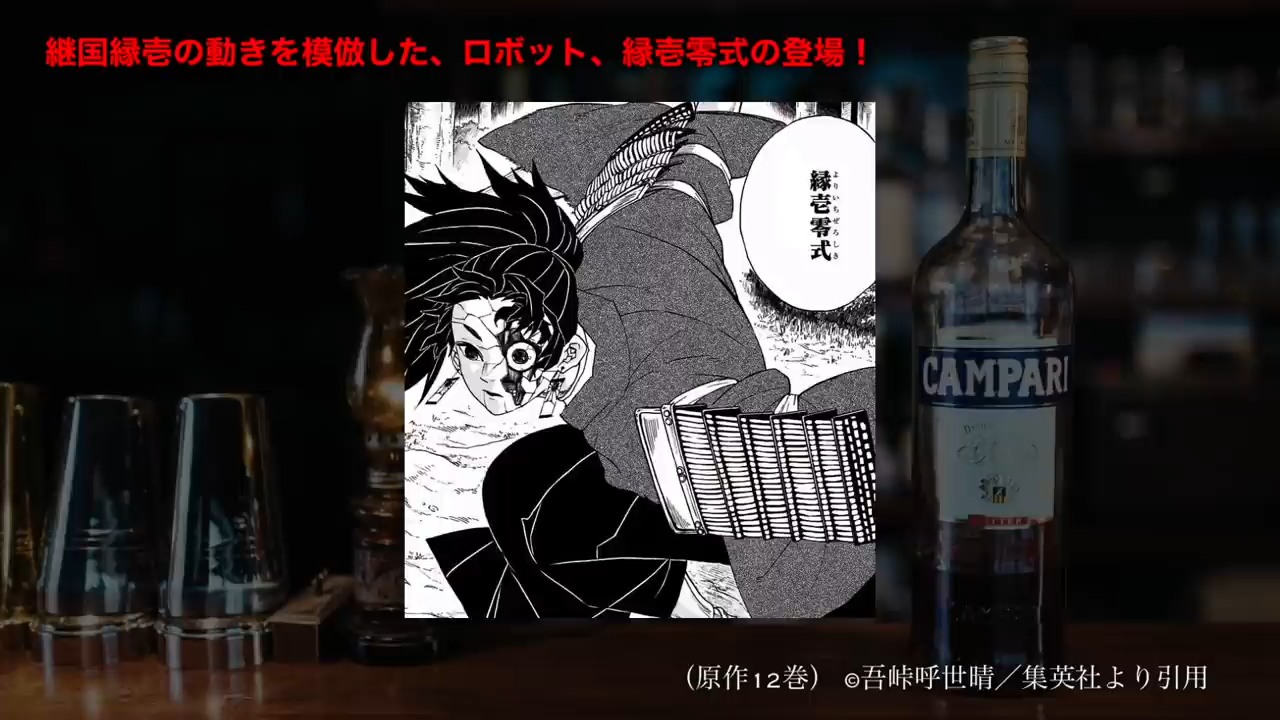 継国縁壱の動きを模倣した、ロボット、縁壱零式の登場！
縁壱零式
よりいちぜろしき
CAMPARI
（原作12巻） ©吾峠呼世晴／集英社より引用